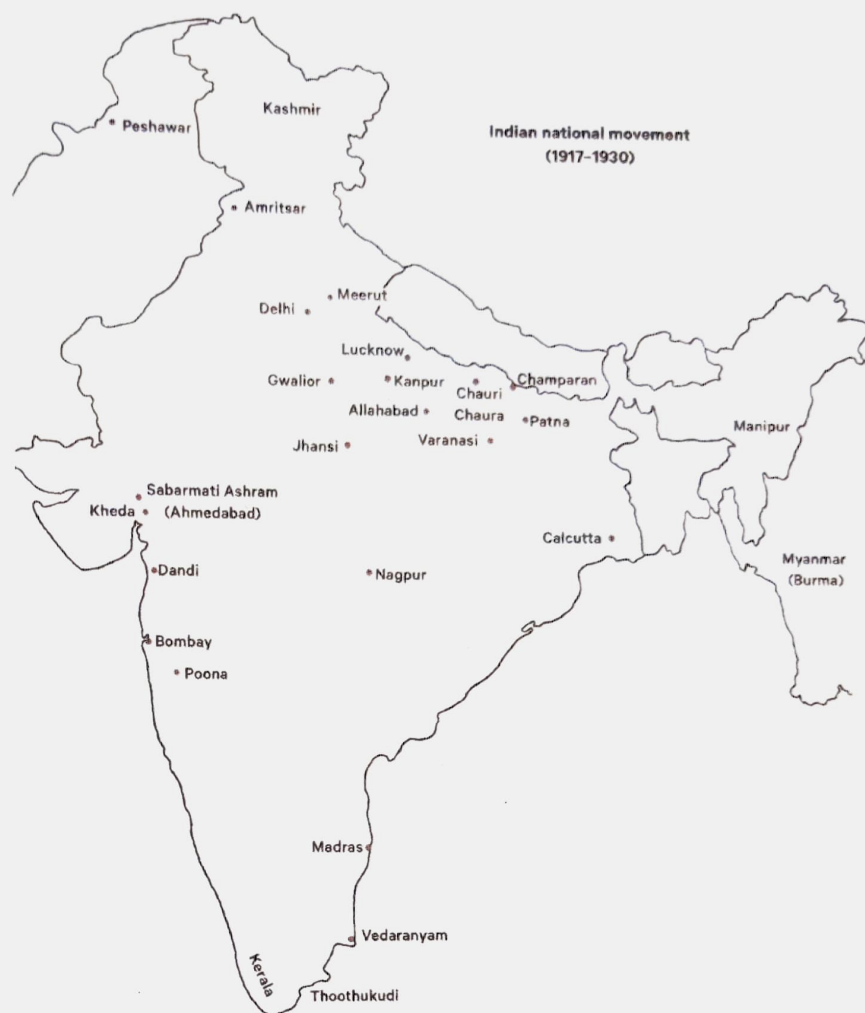 Kashmir
Peshawar
Indian national movement
(1917–1930)
Amritsar
Meerut
Delhi
Lucknow
Gwalior
Kanpur
Champaran
Chauri
Chaura
Allahabad
Patna
Manipur
Jhansi
Varanasi
Sabarmati Ashram
(Ahmedabad)
Kheda
Calcutta
Myanmar
(Burma)
Dandi
Nagpur
Bombay
Poona
Madras
Vedaranyam
Kerala
Thoothukudi